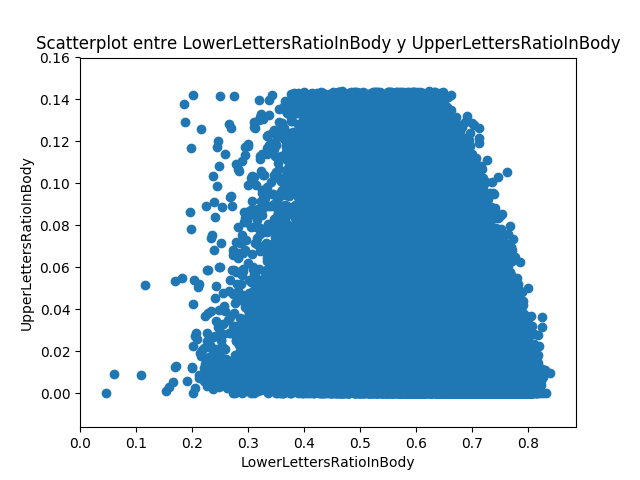 Scatterplot entre LowerLettersRatioInBody y UpperLettersRatioInBody
0.16
0.14
0.12
0.10
0.08
0.06
0.04
0.02
0.00
UpperLettersRatioInBody
0.0 0.1 0.2 0.3 0.4 0.5 0.6 0.7 0.8
LowerLettersRatioInBody